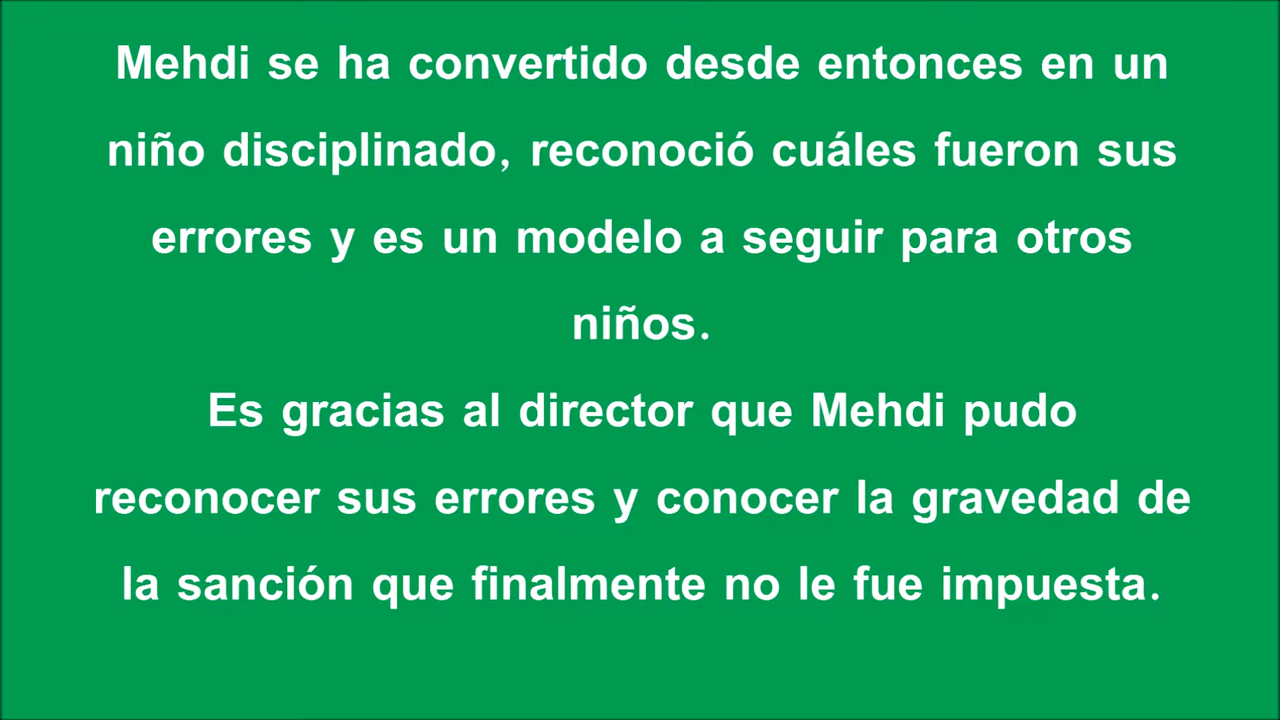 Mehdi se ha convertido desde entonces en un
niño disciplinado, reconoció cuáles fueron sus
errores y es un modelo a seguir para otros
niños.
Es gracias al director que Mehdi pudo
reconocer sus errores y conocer la gravedad de
la sanción que finalmente no le fue impuesta.